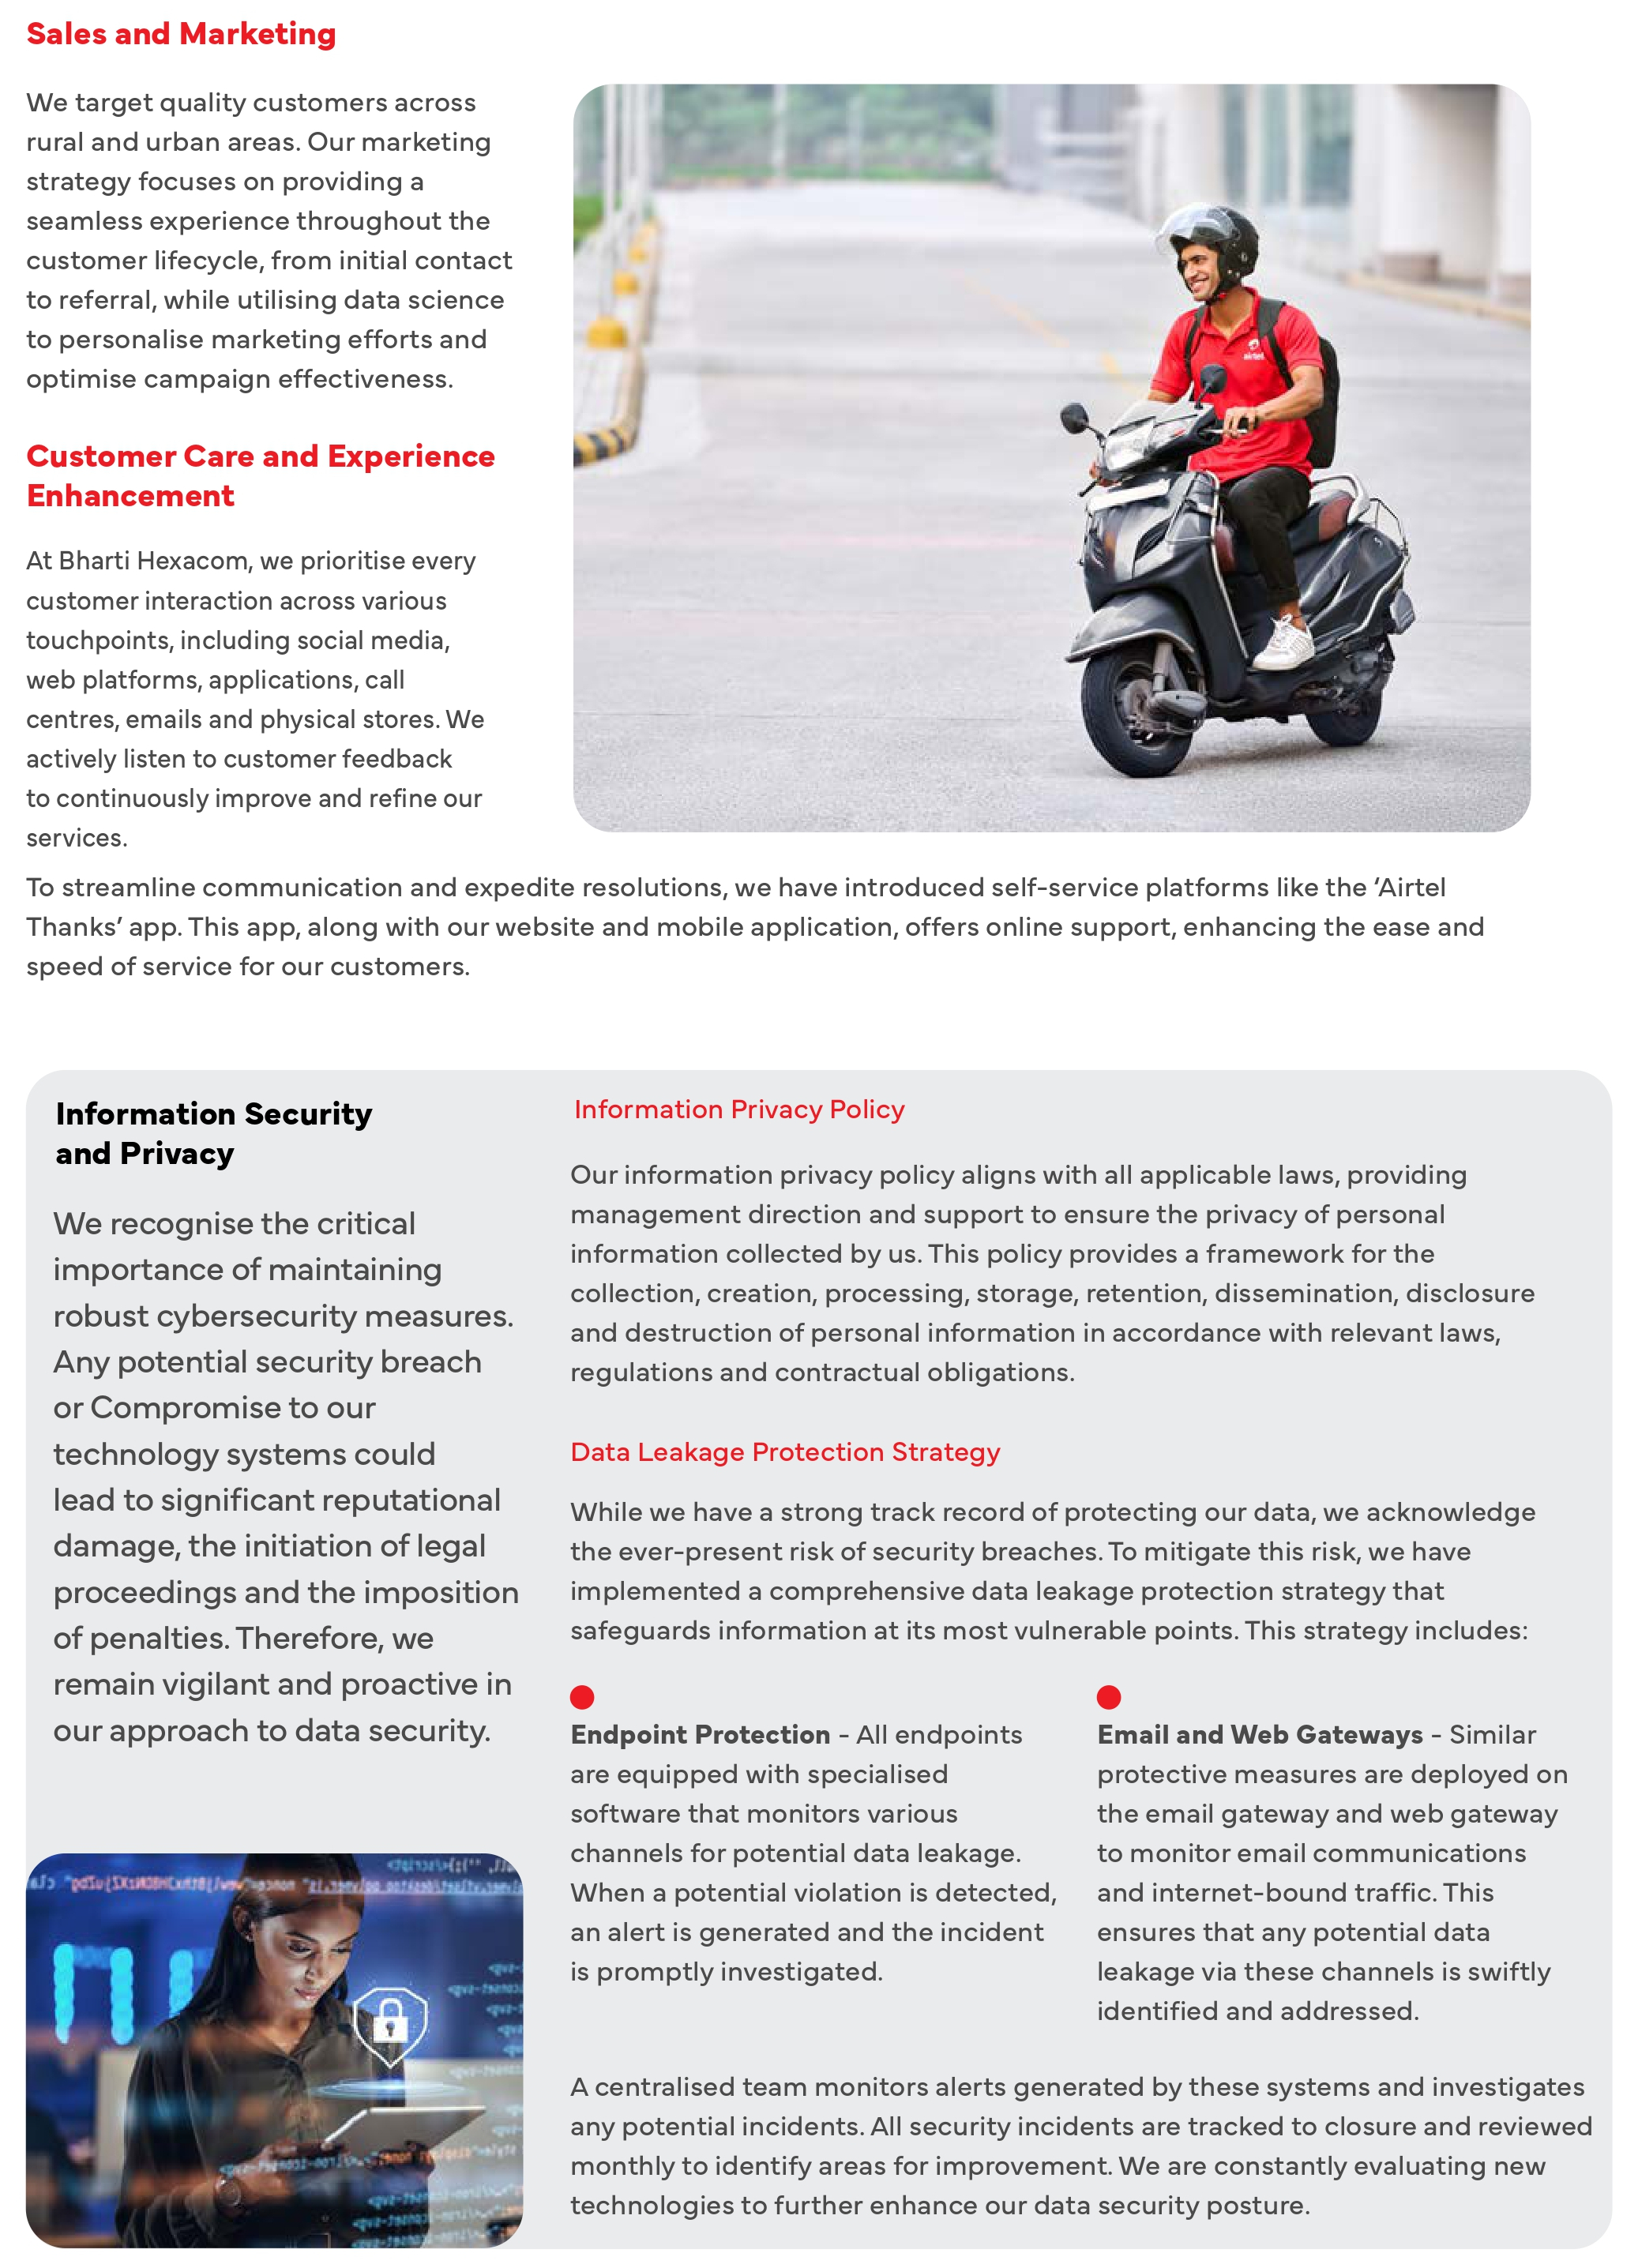 Sales and Marketing
We target quality customers across
rural and urban areas. Our marketing
strategy focuses on providing a
seamless experience throughout the
customer lifecycle, from initial contact
to referral, while utilising data science
to personalise marketing efforts and
optimise campaign effectiveness.
Customer Care and Experience
Enhancement
At Bharti Hexacom, we prioritise every
customer interaction across various
touchpoints, including social media,
web platforms, applications, call
centres, emails and physical stores. We
actively listen to customer feedback
to continuously improve and refine our
services.
airtel
To streamline communication and expedite resolutions, we have introduced self-service platforms like the ‘Airtel
Thanks’ app. This app, along with our website and mobile application, offers online support, enhancing the ease and
speed of service for our customers.
Information Security
and Privacy
We recognise the critical
importance of maintaining
robust cybersecurity measures.
Any potential security breach
or Compromise to our
technology systems could
lead to significant reputational
damage, the initiation of legal
proceedings and the imposition
of penalties. Therefore, we
remain vigilant and proactive in
our approach to data security.
Information Privacy Policy
Our information privacy policy aligns with all applicable laws, providing
management direction and support to ensure the privacy of personal
information collected by us. This policy provides a framework for the
collection, creation, processing, storage, retention, dissemination, disclosure
and destruction of personal information in accordance with relevant laws,
regulations and contractual obligations.
Data Leakage Protection Strategy
While we have a strong track record of protecting our data, we acknowledge
the ever-present risk of security breaches. To mitigate this risk, we have
implemented a comprehensive data leakage protection strategy that
safeguards information at its most vulnerable points. This strategy includes:
Endpoint Protection - All endpoints
are equipped with specialised
software that monitors various
channels for potential data leakage.
When a potential violation is detected,
an alert is generated and the incident
is promptly investigated.
Email and Web Gateways - Similar
protective measures are deployed on
the email gateway and web gateway
to monitor email communications
and internet-bound traffic. This
ensures that any potential data
leakage via these channels is swiftly
identified and addressed.
A centralised team monitors alerts generated by these systems and investigates
any potential incidents. All security incidents are tracked to closure and reviewed
monthly to identify areas for improvement. We are constantly evaluating new
technologies to further enhance our data security posture.